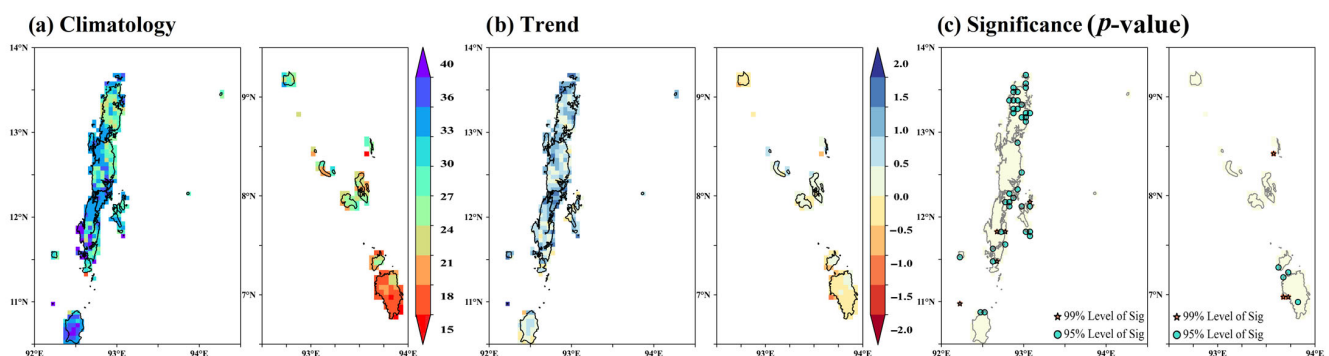 (a) Climatology
(b) Trend
(c) Significance (p-value)
14°N
13°N
12°N
11°N
92°E
93°E
94°E
9°N
8°N
7°N
93°E
94°E
40
36
33
30
27
24
21
18
15
14°N
13°N
12°N
11°N
92°E
93°E
94°E
9°N
8°N
7°N
93°E
94°E
2.0
1.5
1.0
0.5
0.0
−0.5
−1.0
−1.5
−2.0
14°N
13°N
12°N
11°N
92°E
93°E
94°E
99% Level of Sig
95% Level of Sig
9°N
8°N
7°N
93°E
94°E
99% Level of Sig
95% Level of Sig